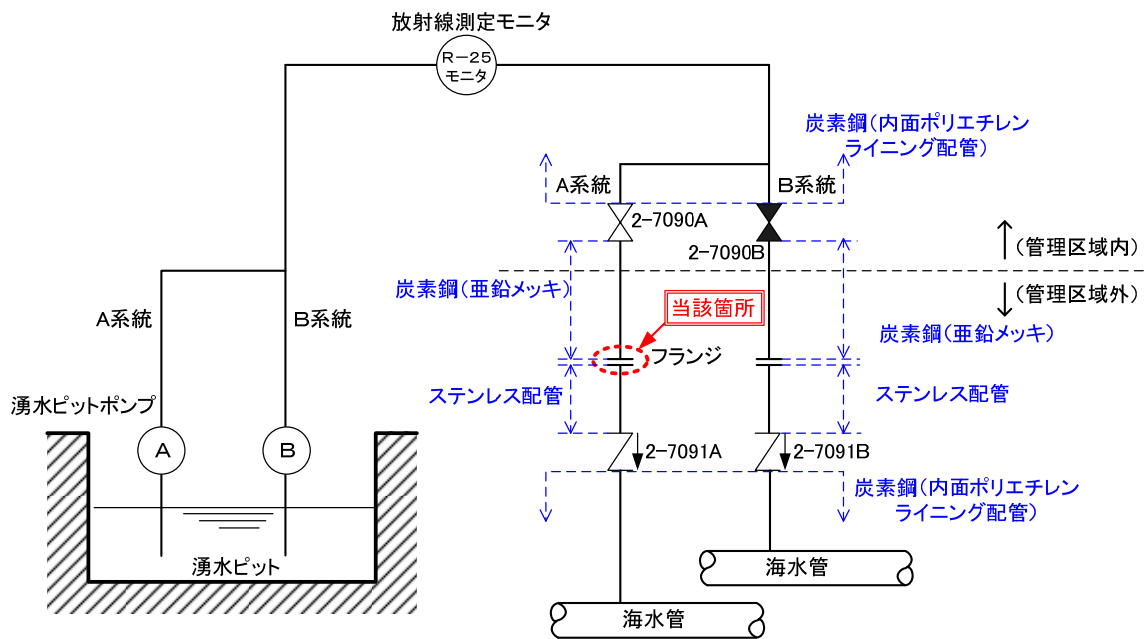 放射線測定モニタ
R-25
モニタ
炭素鋼(内面ポリエチレン
ライニング配管)
A系統
B系統
2-7090A
2-7090B
(管理区域内)
(管理区域外)
炭素鋼(亜鉛メッキ)
当該箇所
A系統
B系統
炭素鋼(亜鉛メッキ)
フランジ
ステンレス配管
ステンレス配管
湧水ピットポンプ
A
B
2-7091A
2-7091B
炭素鋼(内面ポリエチレン
ライニング配管)
湧水ピット
海水管
海水管